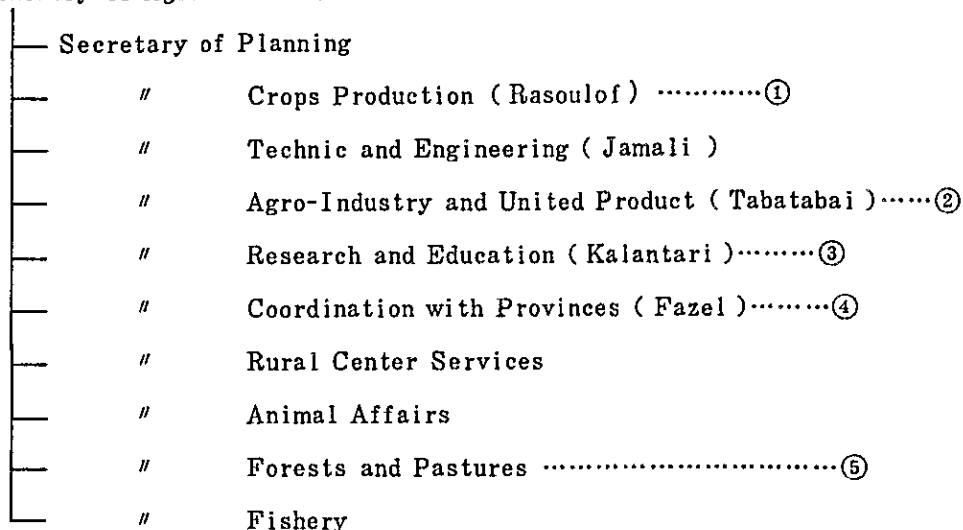 Secretary of Planning
〃 Crops Production ( Rasoulof ) ············①
〃 Technic and Engineering ( Jamali )
〃 Agro-Industry and United Product ( Tabatabai )······②
〃 Research and Education ( Kalantari )·········③
〃 Coordination with Provinces ( Fazel )·········④
〃 Rural Center Services
〃 Animal Affairs
〃 Forests and Pastures ································⑤
〃 Fishery